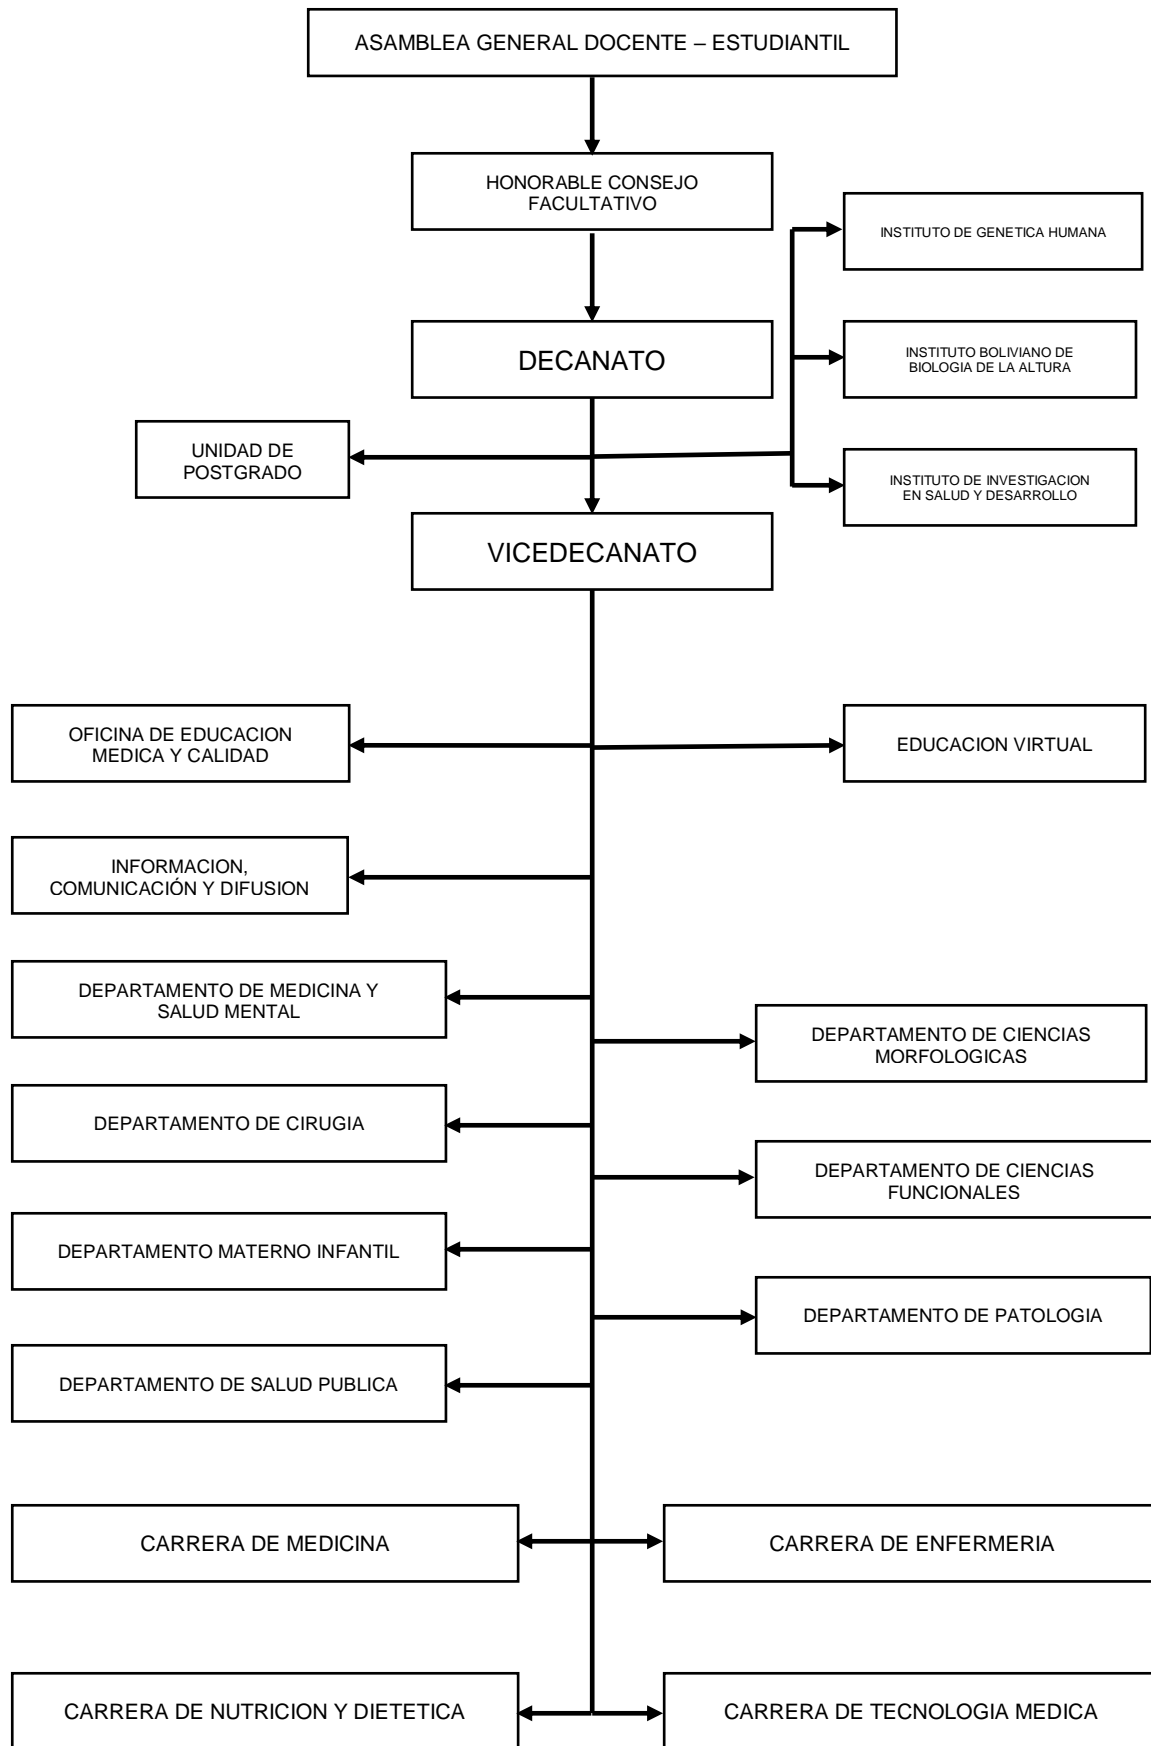 ASAMBLEA GENERAL DOCENTE – ESTUDIANTIL
HONORABLE CONSEJO
FACULTATIVO
INSTITUTO DE GENETICA HUMANA
DECANATO
INSTITUTO BOLIVIANO DE
BIOLOGIA DE LA ALTURA
UNIDAD DE
POSTGRADO
INSTITUTO DE INVESTIGACION
EN SALUD Y DESARROLLO
VICEDECANATO
OFICINA DE EDUCACION
MEDICA Y CALIDAD
EDUCACION VIRTUAL
INFORMACION,
COMUNICACIÓN Y DIFUSION
DEPARTAMENTO DE MEDICINA Y
SALUD MENTAL
DEPARTAMENTO DE CIENCIAS
MORFOLOGICAS
DEPARTAMENTO DE CIRUGIA
DEPARTAMENTO DE CIENCIAS
FUNCIONALES
DEPARTAMENTO MATERNO INFANTIL
DEPARTAMENTO DE PATOLOGIA
DEPARTAMENTO DE SALUD PUBLICA
CARRERA DE MEDICINA
CARRERA DE ENFERMERIA
CARRERA DE NUTRICION Y DIETETICA
CARRERA DE TECNOLOGIA MEDICA